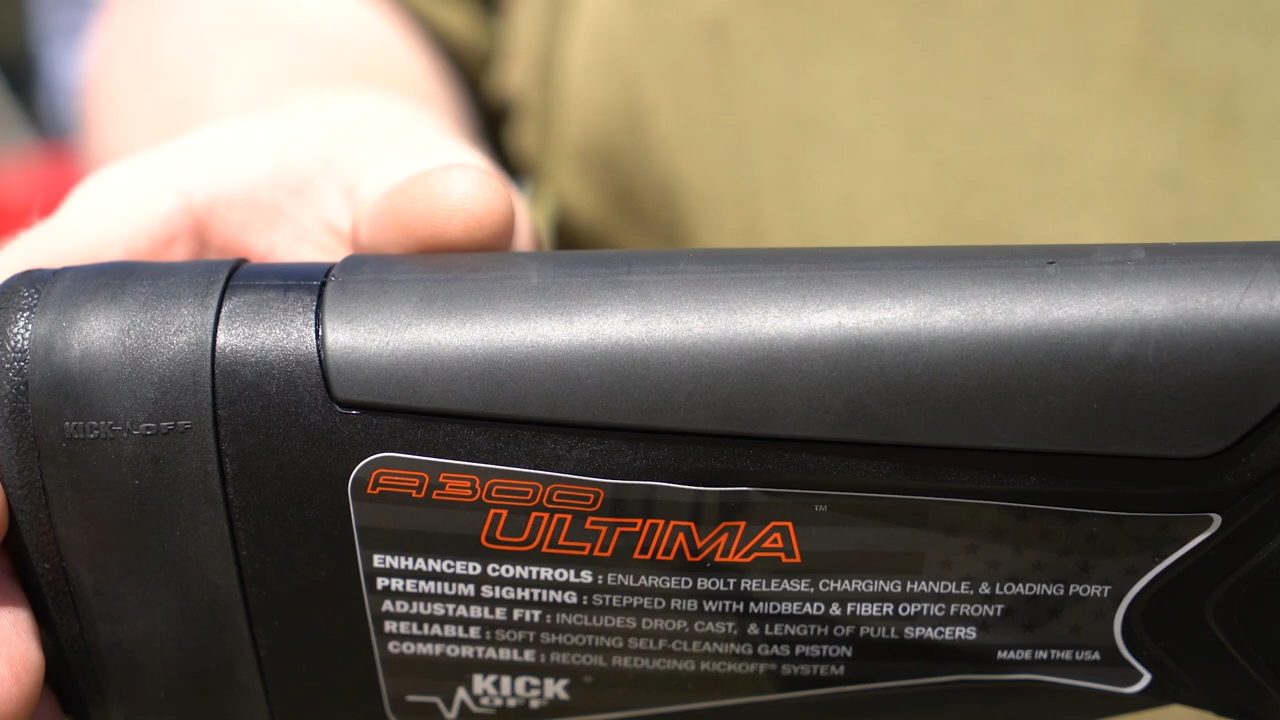 KICK OFF
A300
ULTIMA ™
ENHANCED CONTROLS : ENLARGED BOLT RELEASE, CHARGING HANDLE, & LOADING PORT
PREMIUM SIGHTING : STEPPED RIB WITH MIDBEAD & FIBER OPTIC FRONT
ADJUSTABLE FIT : INCLUDES DROP, CAST, & LENGTH OF PULL SPACERS
RELIABLE : SOFT SHOOTING SELF-CLEANING GAS PISTON
COMFORTABLE : RECOIL REDUCING KICKOFF® SYSTEM
MADE IN THE USA
KICK
OFF